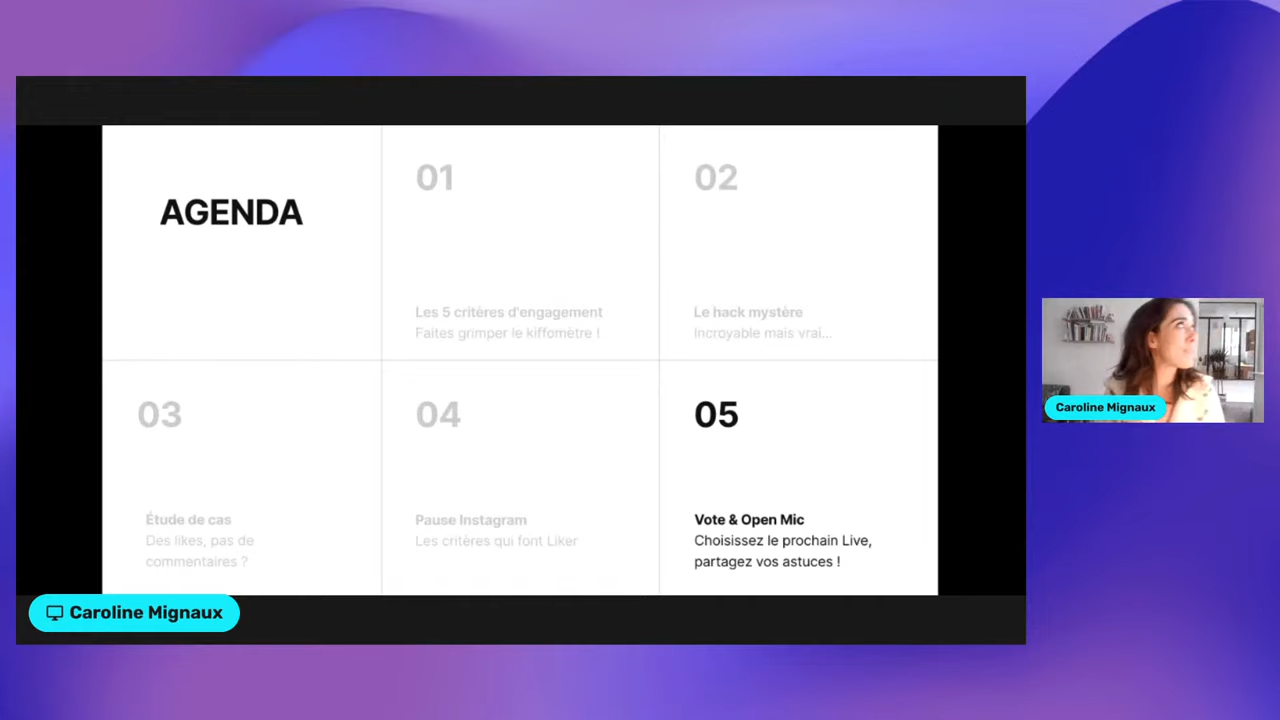 AGENDA
01
Les 5 critères d'engagement
Faites grimper le kiffomètre !
02
Le hack mystère
Incroyable mais vrai...
03
Étude de cas
Des likes, pas de
commentaires ?
04
Pause Instagram
Les critères qui font Liker
05
Vote & Open Mic
Choisissez le prochain Live,
partagez vos astuces !
Caroline Mignaux
Caroline Mignaux